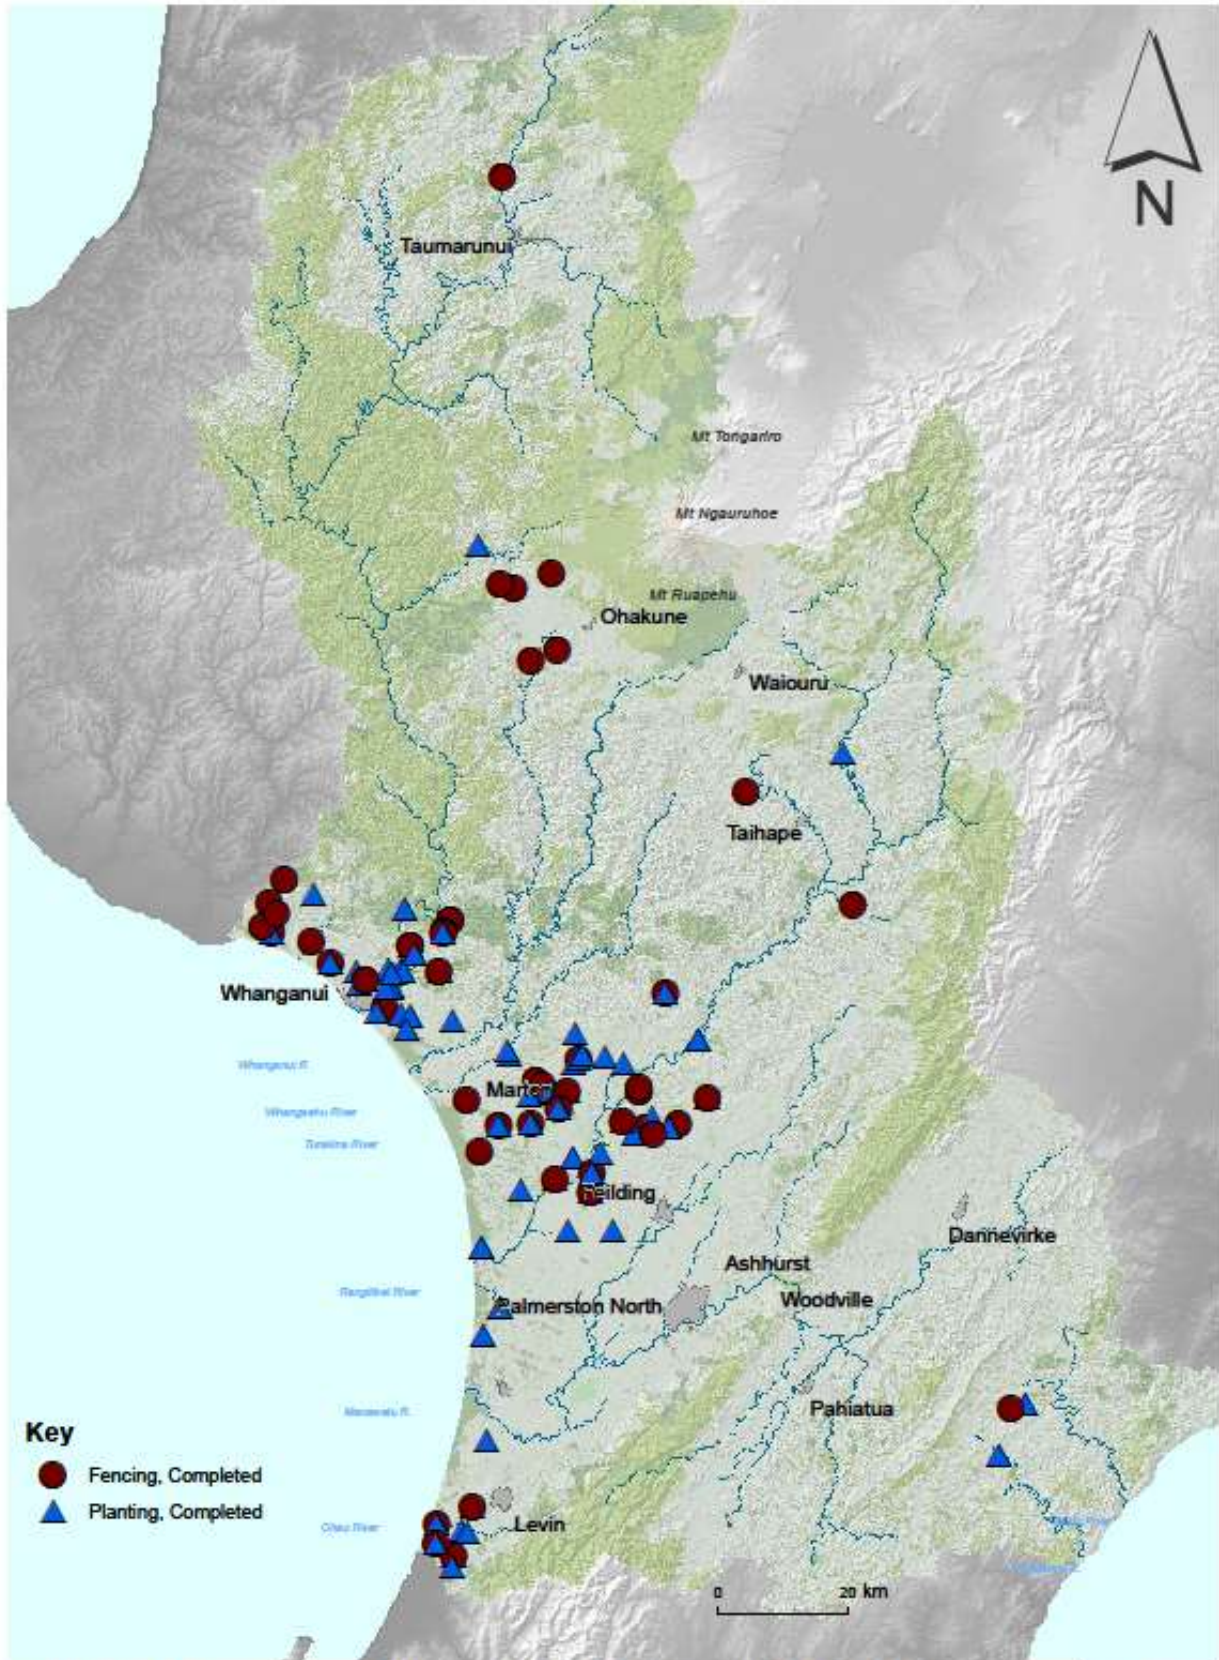 N
Taumarunui
Mt Tongariro
Mt Ngauruhoe
Mt Ruapehu
Ohakune
Waiouru
Taihape
Whanganui
Whanganui R.
Marton
Whangaehu River
Turakina River
Feilding
Dannevirke
Ashhurst
Rangitikei River
Palmerston North
Woodville
Pahiatua
Manawatu R.
Key
Fencing, Completed
Planting, Completed
Ohau River
Levin
0 20 km